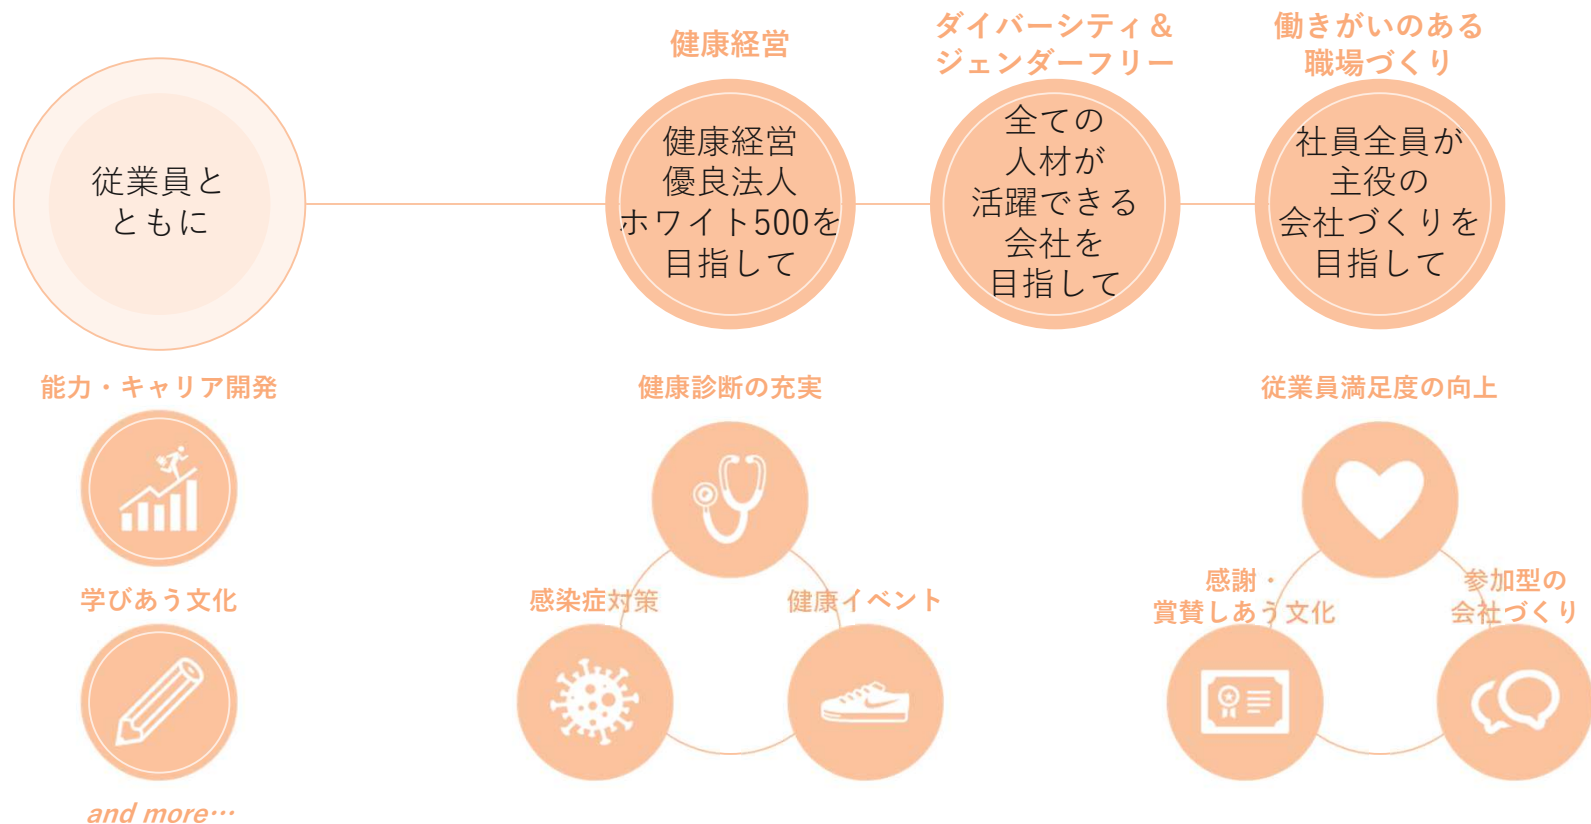 従業員と
ともに
健康経営
健康経営
優良法人
ホワイト500を
目指して
ダイバーシティ＆
ジェンダーフリー
全ての
人材が
活躍できる
会社を
目指して
働きがいのある
職場づくり
社員全員が
主役の
会社づくりを
目指して
能力・キャリア開発
学びあう文化
and more…
健康診断の充実
感染症対策
健康イベント
従業員満足度の向上
感謝・
賞賛しあう文化
参加型の
会社づくり